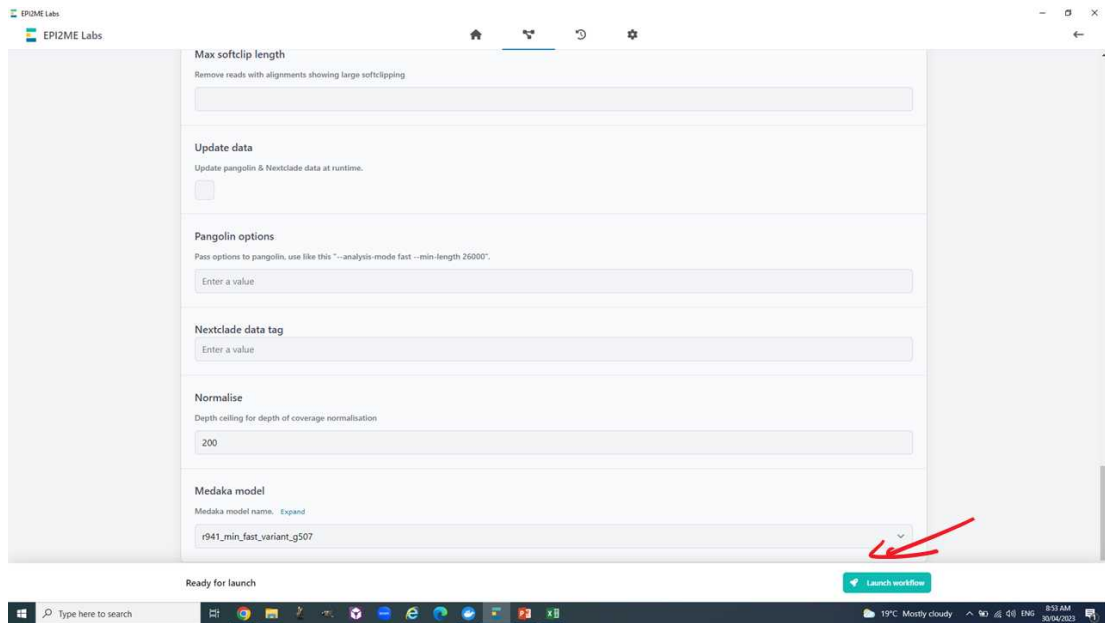 EPI2ME Labs
EPI2ME Labs
Max softclip length
Remove reads with alignments showing large softclipping
Update data
Update pangolin & Nextclade data at runtime.
Pangolin options
Pass options to pangolin, use like this "--analysis-mode fast --min-length 26000".
Enter a value
Nextclade data tag
Enter a value
Normalise
Depth ceiling for depth of coverage normalisation
200
Medaka model
Medaka model name. Expand
r941_min_fast_variant_g507
Ready for launch
Launch workflow
Type here to search
19°C Mostly cloudy
ENG
8:53 AM
30/04/2023